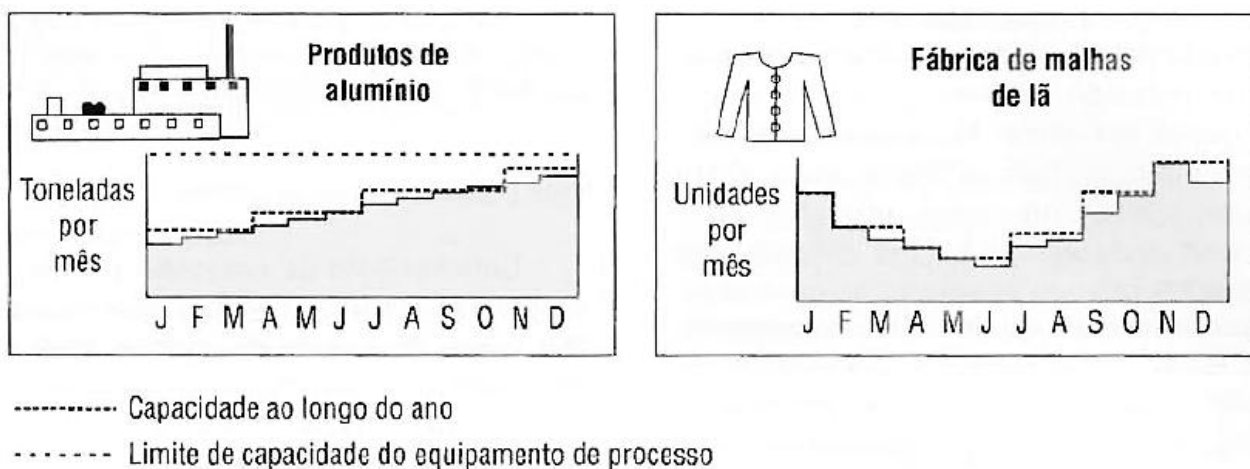 Produtos de
alumínio
Toneladas
por
mês
J F M A M J J A S O N D
Fábrica de malhas
de lã
Unidades
por
mês
J F M A M J J A S O N D
Capacidade ao longo do ano
Limite de capacidade do equipamento de processo